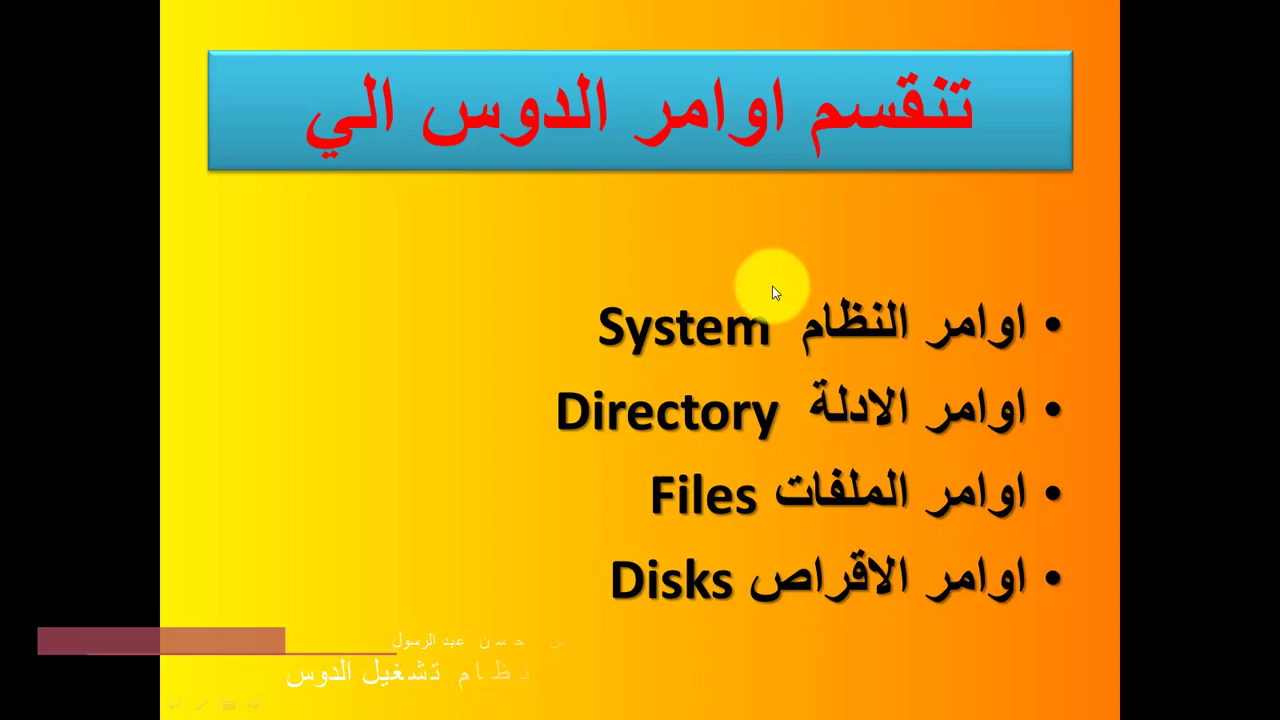 تنقسم اوامر الدوس الي
• اوامر النظام System
• اوامر الادلة Directory
• اوامر الملفات Files
• اوامر الاقراص Disks
حسن عبد الرسول
نظام تشغيل الدوس